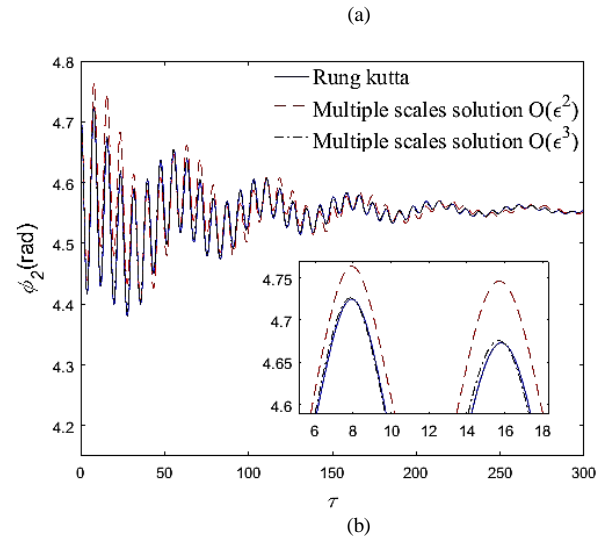 (a)
4.8
4.7
4.6
4.5
4.4
4.3
4.2
ϕ2(rad)
Rung kutta
Multiple scales solution O(ϵ²)
Multiple scales solution O(ϵ³)
4.75
4.7
4.65
4.6
6 8 10 12 14 16 18
0 50 100 150 200 250 300
τ
(b)